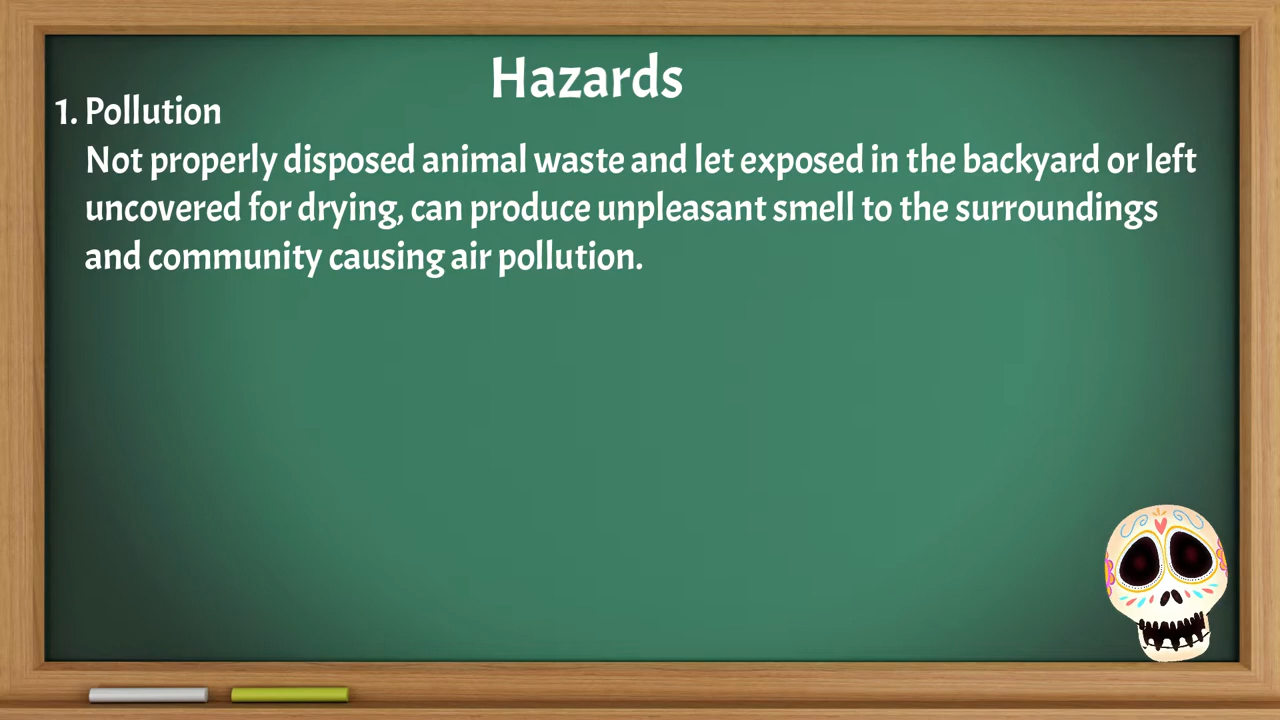 Hazards
1. Pollution
Not properly disposed animal waste and let exposed in the backyard or left
uncovered for drying, can produce unpleasant smell to the surroundings
and community causing air pollution.